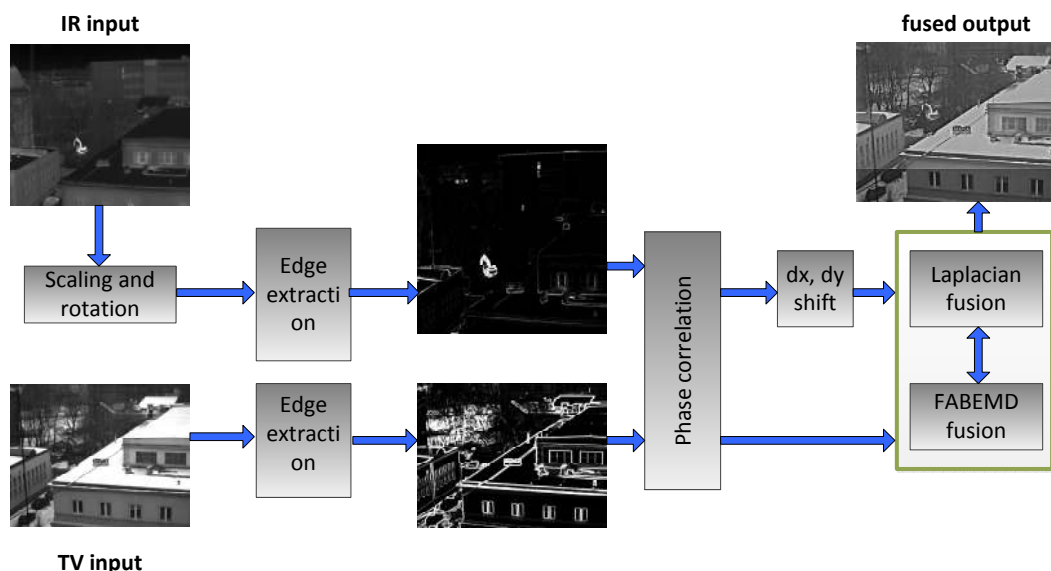 IR input
fused output
Scaling and
rotation
Edge
extracti
on
Phase correlation
dx, dy
shift
Laplacian
fusion
Edge
extracti
on
FABEMD
fusion
TV input